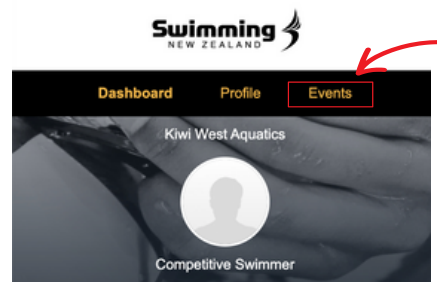 Swimming
NEW ZEALAND
Dashboard Profile Events
Kiwi West Aquatics
Competitive Swimmer